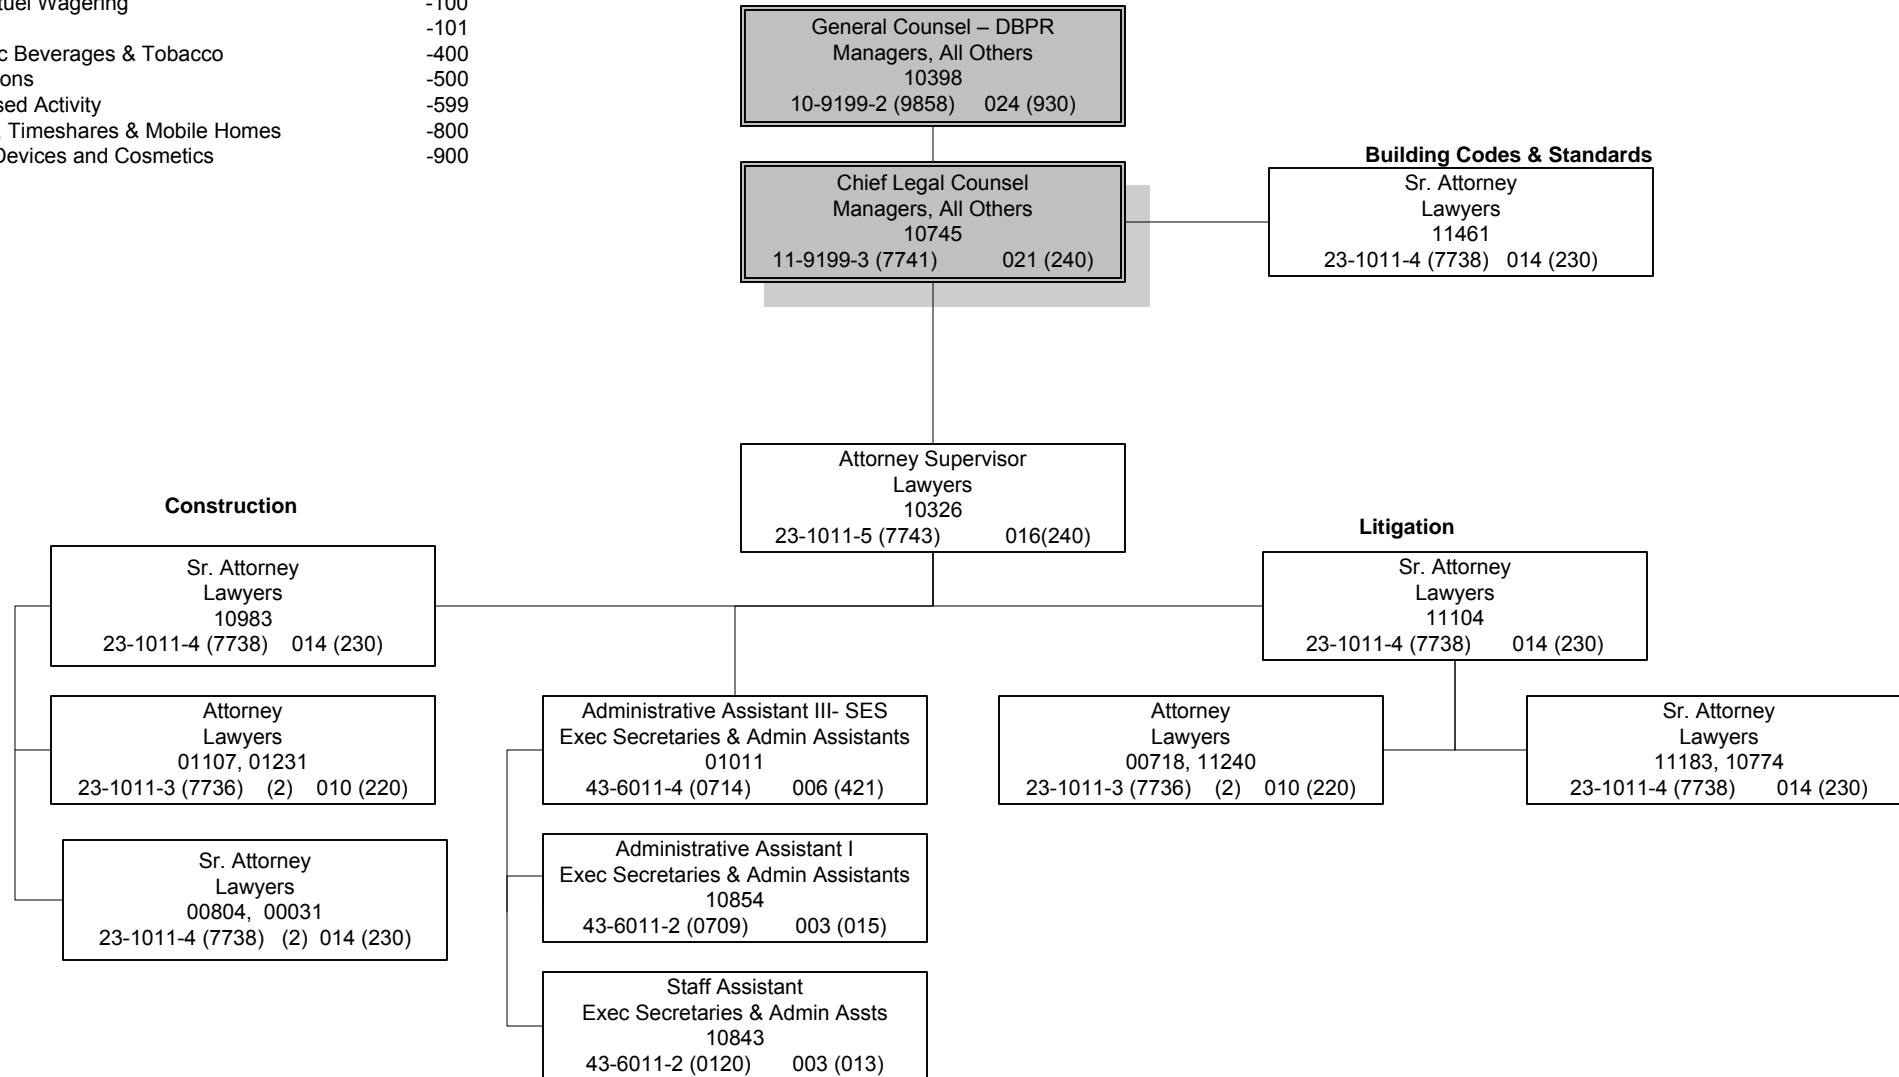 Wagering -100
-101
Beverages & Tobacco -400
-500
Activity -599
Timeshares & Mobile Homes -800
Devices and Cosmetics -900
General Counsel – DBPR
Managers, All Others
10398
10-9199-2 (9858) 024 (930)
Chief Legal Counsel
Managers, All Others
10745
11-9199-3 (7741) 021 (240)
Building Codes & Standards
Sr. Attorney
Lawyers
11461
23-1011-4 (7738) 014 (230)
Attorney Supervisor
Lawyers
10326
23-1011-5 (7743) 016(240)
Construction
Sr. Attorney
Lawyers
10983
23-1011-4 (7738) 014 (230)
Attorney
Lawyers
01107, 01231
23-1011-3 (7736) (2) 010 (220)
Sr. Attorney
Lawyers
00804, 00031
23-1011-4 (7738) (2) 014 (230)
Administrative Assistant III- SES
Exec Secretaries & Admin Assistants
01011
43-6011-4 (0714) 006 (421)
Administrative Assistant I
Exec Secretaries & Admin Assistants
10854
43-6011-2 (0709) 003 (015)
Staff Assistant
Exec Secretaries & Admin Assts
10843
43-6011-2 (0120) 003 (013)
Litigation
Sr. Attorney
Lawyers
11104
23-1011-4 (7738) 014 (230)
Attorney
Lawyers
00718, 11240
23-1011-3 (7736) (2) 010 (220)
Sr. Attorney
Lawyers
11183, 10774
23-1011-4 (7738) 014 (230)